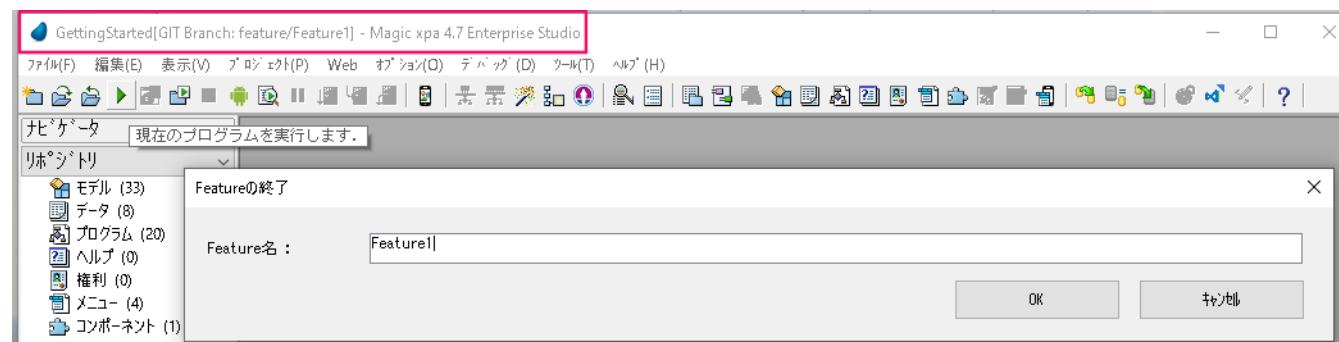 GettingStarted[GIT Branch: feature/Feature1] - Magic xpa 4.7 Enterprise Studio
ﾌｧｲﾙ(F) 編集(E) 表示(V) ﾌﾟﾛｼﾞｪｸﾄ(P) Web ｵﾌﾟｼｮﾝ(O) ﾃﾞﾊﾞｯｸﾞ(D) ﾂｰﾙ(T) ﾍﾙﾌﾟ(H)
ﾅﾋﾞｹﾞｰﾀ
現在のプログラムを実行します.
ﾘﾎﾟｼﾞﾄﾘ
モデル (33)
データ (8)
プログラム (20)
ヘルプ (0)
権利 (0)
メニュー (4)
コンポーネント (1)
Featureの終了
Feature名 :
Feature1
OK
ｷｬﾝｾﾙ